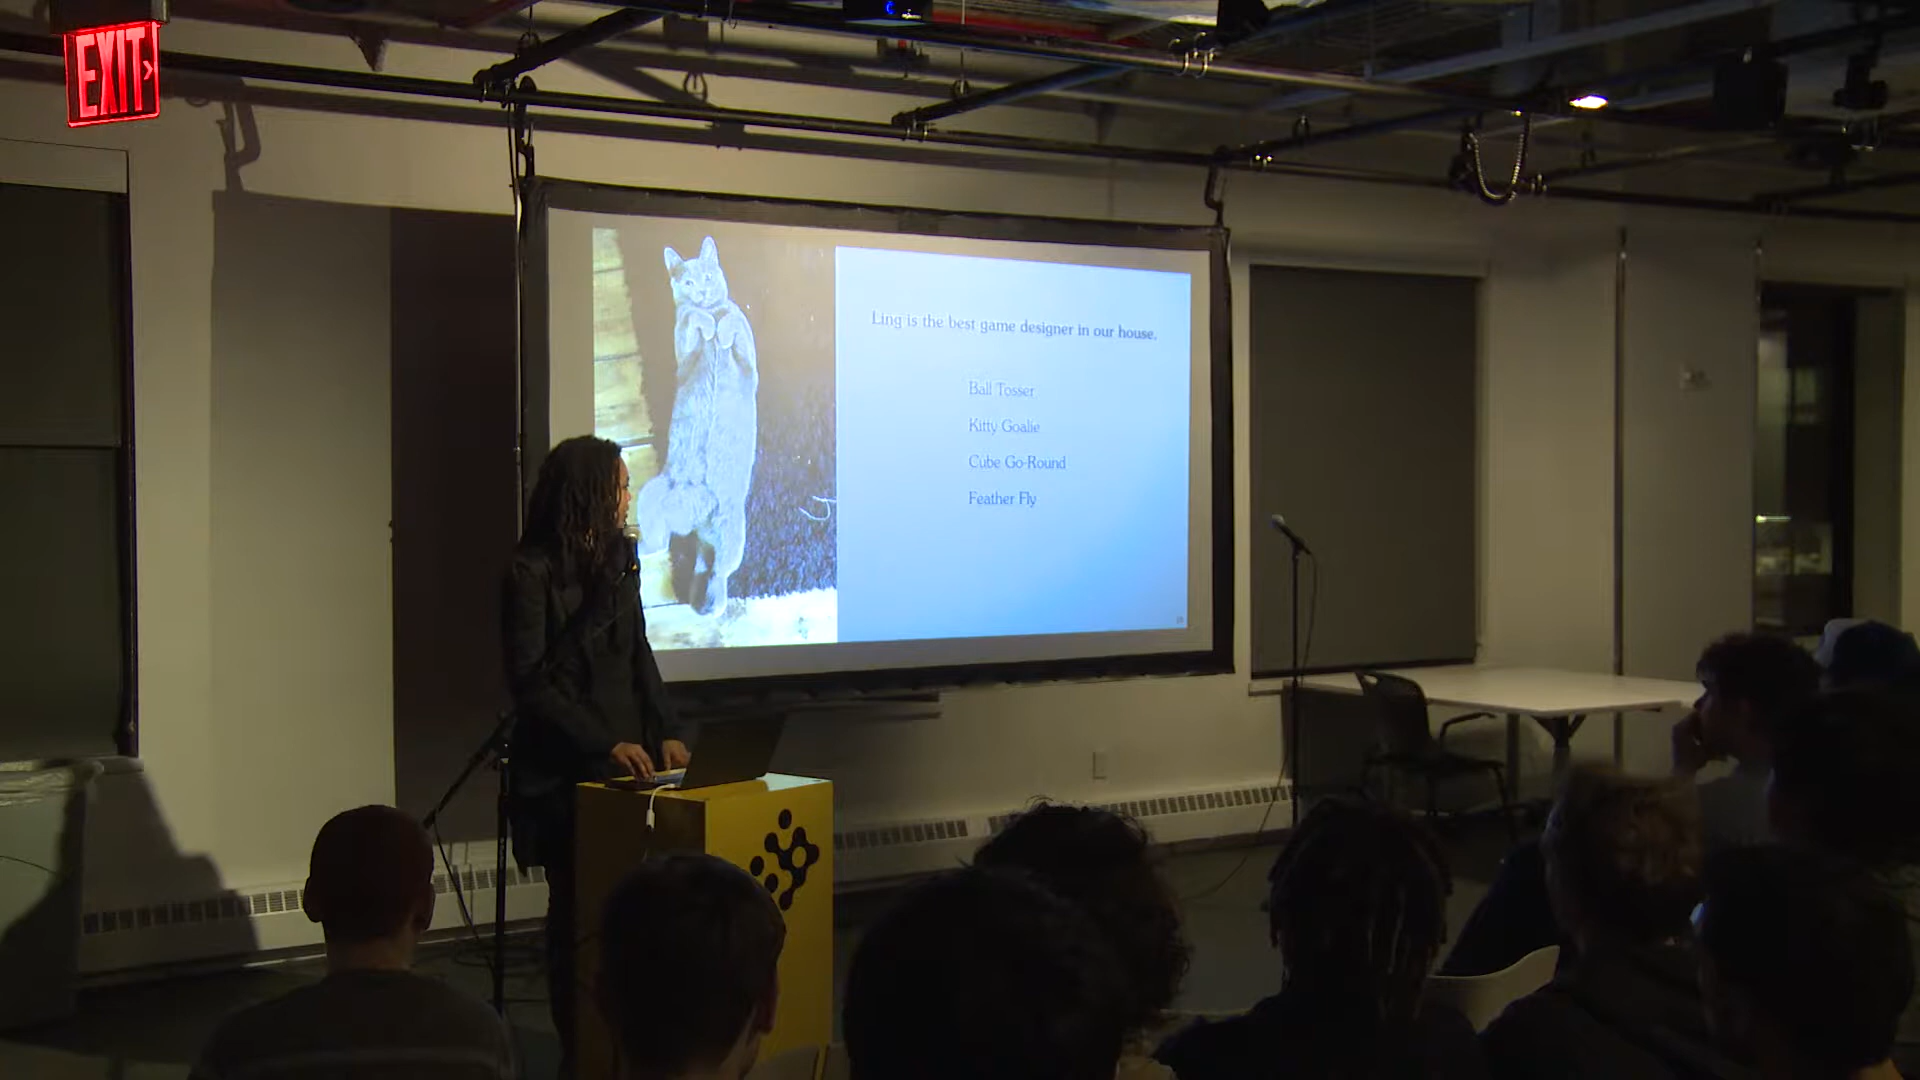 EXIT
Ling is the best game designer in our house.
Ball Tosser
Kitty Goalie
Cube Go-Round
Feather Fly